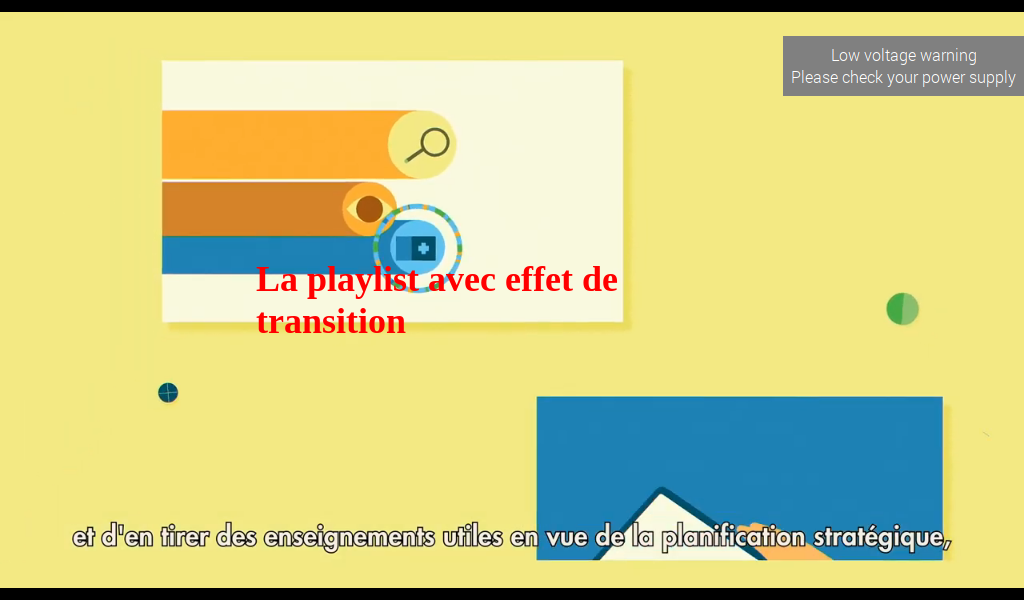 Low voltage warning
Please check your power supply
La playlist avec effet de
transition
et d'en tirer des enseignements utiles en vue de la planification stratégique,